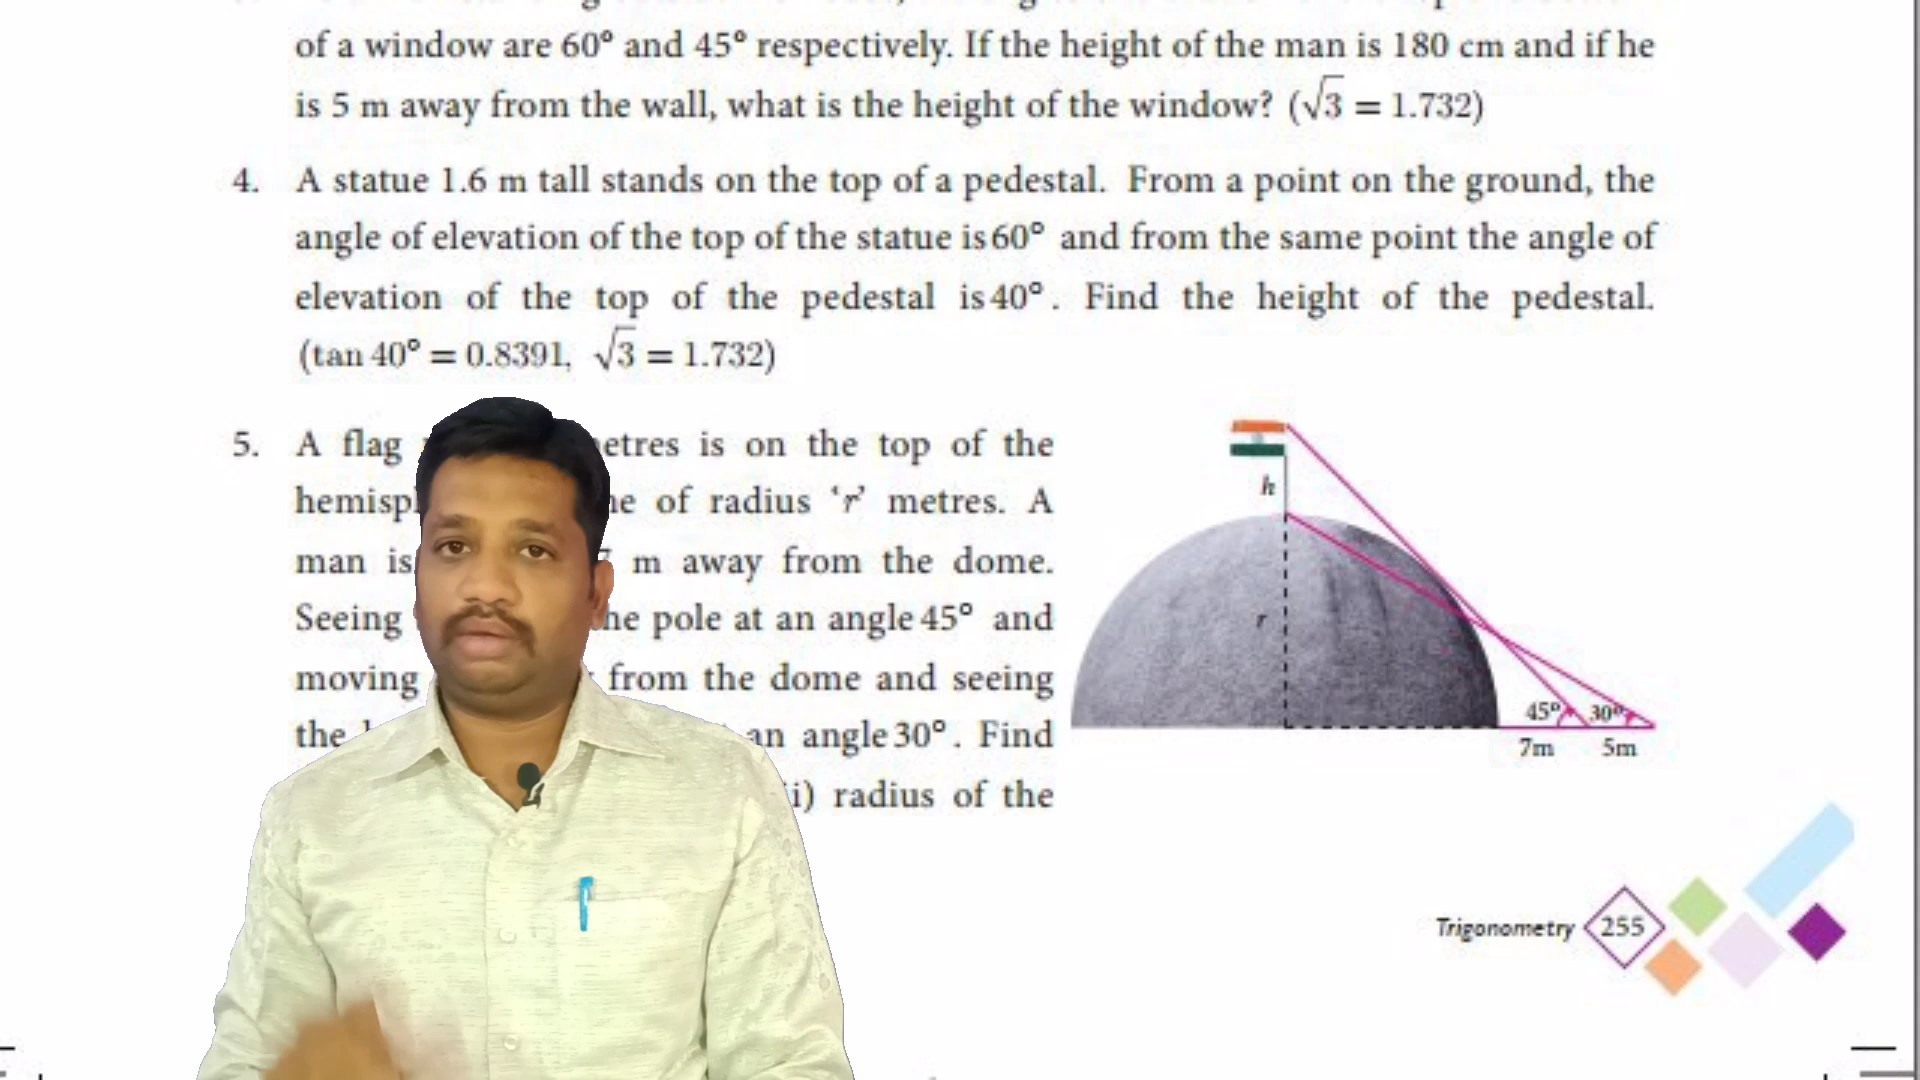 of a window are 60° and 45° respectively. If the height of the man is 180 cm and if he
is 5 m away from the wall, what is the height of the window? (√3 = 1.732)
4. A statue 1.6 m tall stands on the top of a pedestal. From a point on the ground, the
angle of elevation of the top of the statue is 60° and from the same point the angle of
elevation of the top of the pedestal is 40°. Find the height of the pedestal.
(tan 40° = 0.8391, √3 = 1.732)
5. A flag etres is on the top of the
hemisp of radius ‘r’ metres. A
man is m away from the dome.
Seeing he pole at an angle 45° and
moving from the dome and seeing
the an angle 30°. Find
ii) radius of the
h
r
45° 30°
7m 5m
Trigonometry 255